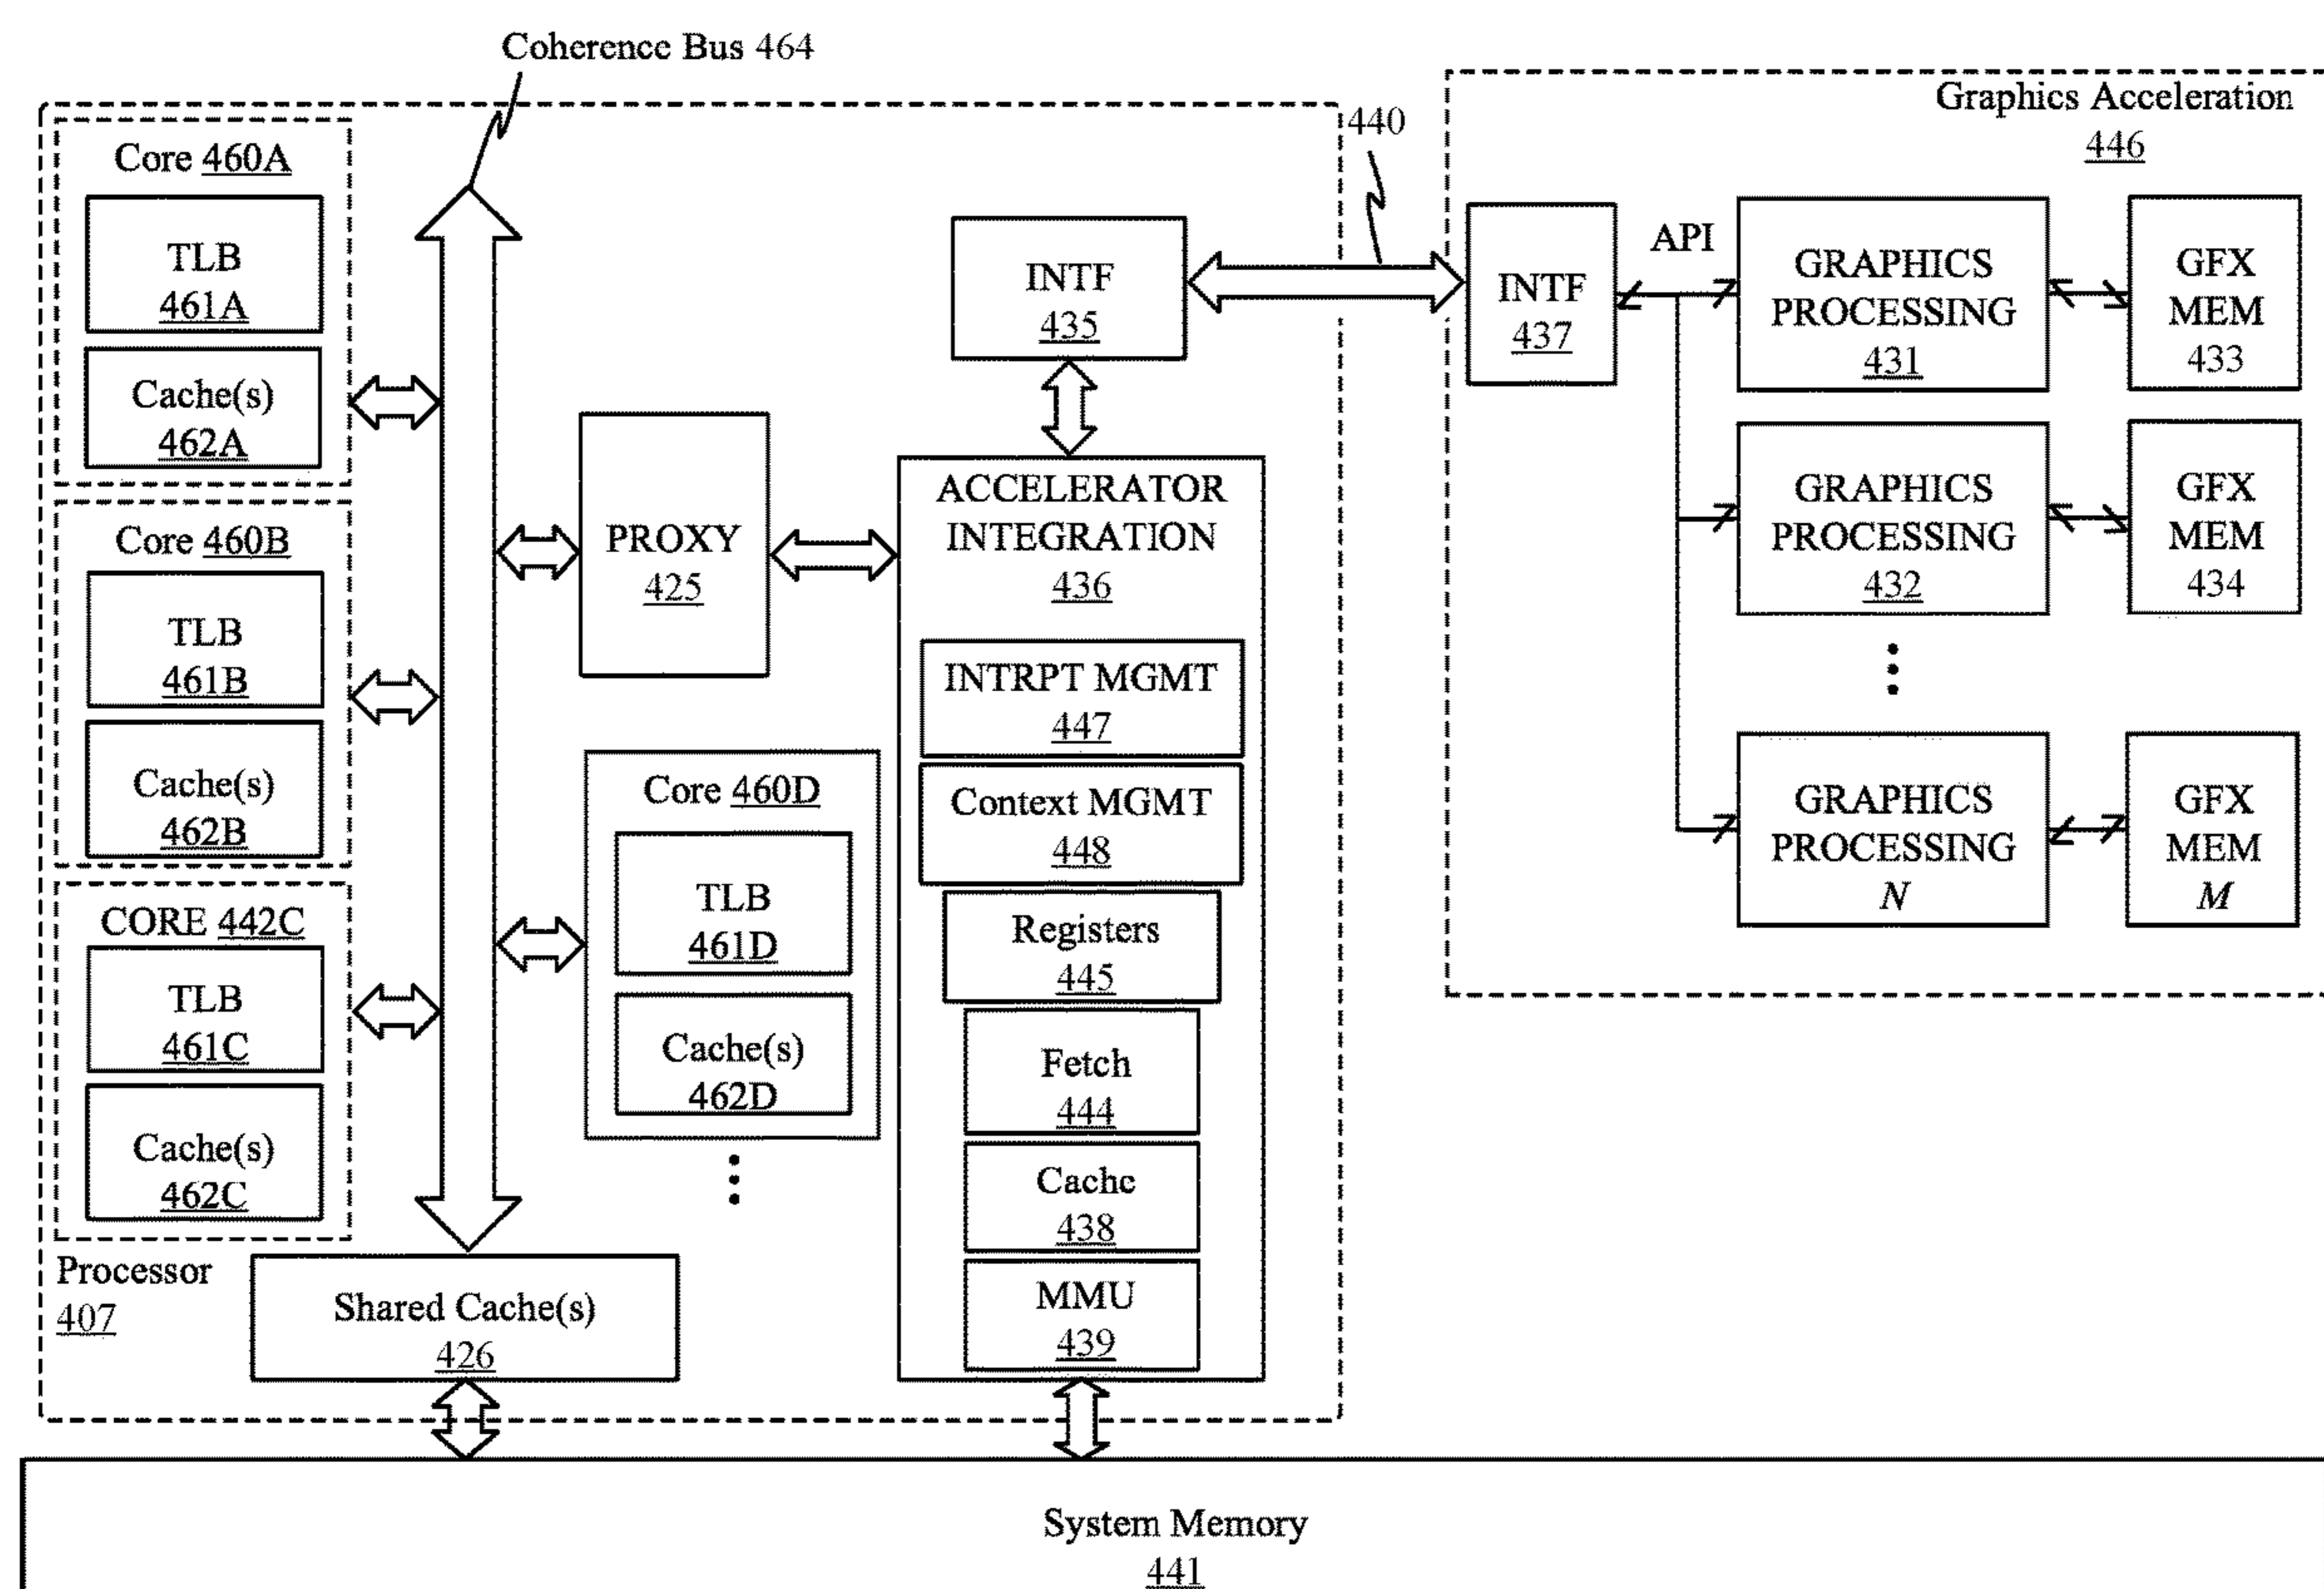 Coherence Bus 464
Core 460A
TLB
461A
Cache(s)
462A
Core 460B
TLB
461B
Cache(s)
462B
CORE 442C
TLB
461C
Cache(s)
462C
Processor
407
Shared Cache(s)
426
PROXY
425
Core 460D
TLB
461D
Cache(s)
462D
INTF
435
ACCELERATOR
INTEGRATION
436
INTRPT MGMT
447
Context MGMT
448
Registers
445
Fetch
444
Cache
438
MMU
439
440
Graphics Acceleration
446
INTF
437
API
GRAPHICS
PROCESSING
431
GFX
MEM
433
GRAPHICS
PROCESSING
432
GFX
MEM
434
GRAPHICS
PROCESSING
N
GFX
MEM
M
System Memory
441